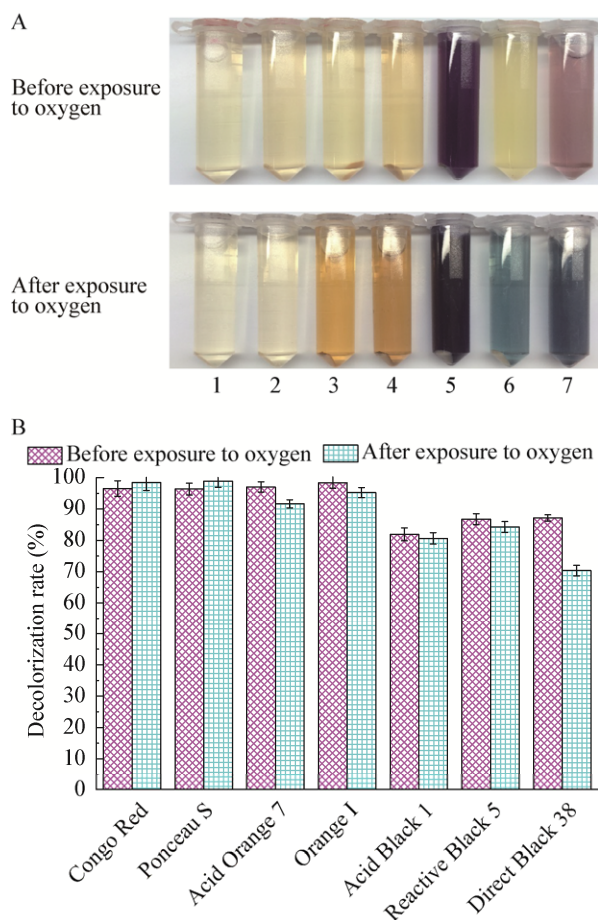 A
Before exposure
to oxygen
After exposure
to oxygen
1 2 3 4 5 6 7
B
Before exposure to oxygen After exposure to oxygen
Decolorization rate (%)
100
90
80
70
60
50
40
30
20
10
0
Congo Red
Ponceau S
Acid Orange 7
Orange I
Acid Black 1
Reactive Black 5
Direct Black 38